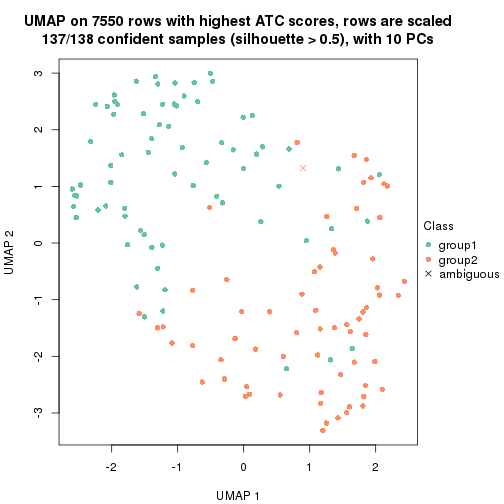 UMAP on 7550 rows with highest ATC scores, rows are scaled
137/138 confident samples (silhouette > 0.5), with 10 PCs
3
2
1
0
-1
-2
-3
UMAP 2
-2
-1
0
1
2
UMAP 1
Class
group1
group2
ambiguous